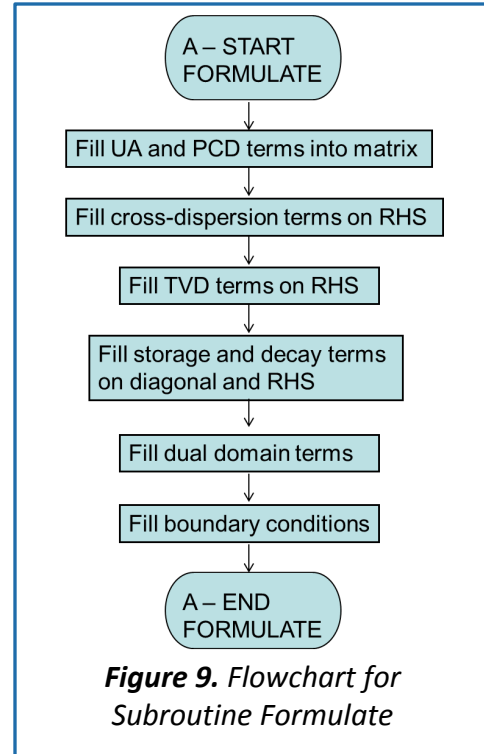 A – START
FORMULATE
Fill UA and PCD terms into matrix
Fill cross-dispersion terms on RHS
Fill TVD terms on RHS
Fill storage and decay terms
on diagonal and RHS
Fill dual domain terms
Fill boundary conditions
A – END
FORMULATE
Figure 9. Flowchart for
Subroutine Formulate